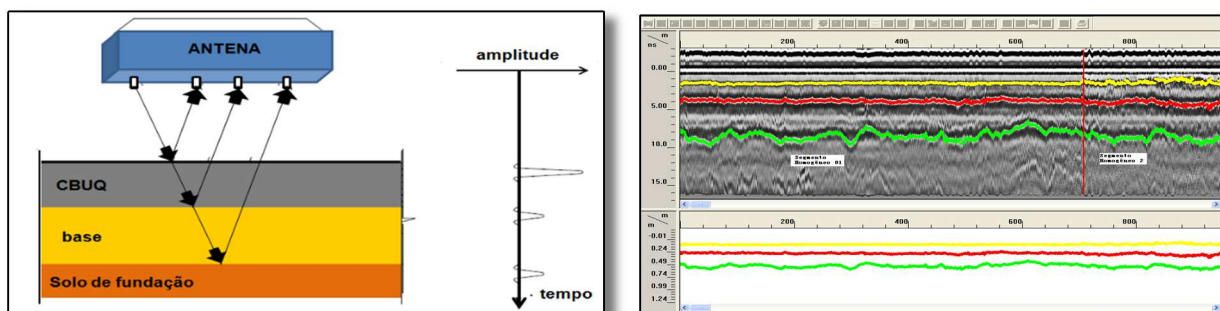 ANTENA
amplitude
CBUQ
base
Solo de fundação
tempo
m
200 400 600 800
ns
0.00
5.00
10.00
15.00
Segmento
Homogêneo 01
Segmento
Homogêneo 2
m
200 400 600 800
m
-0.01
0.24
0.49
0.74
0.99
1.24